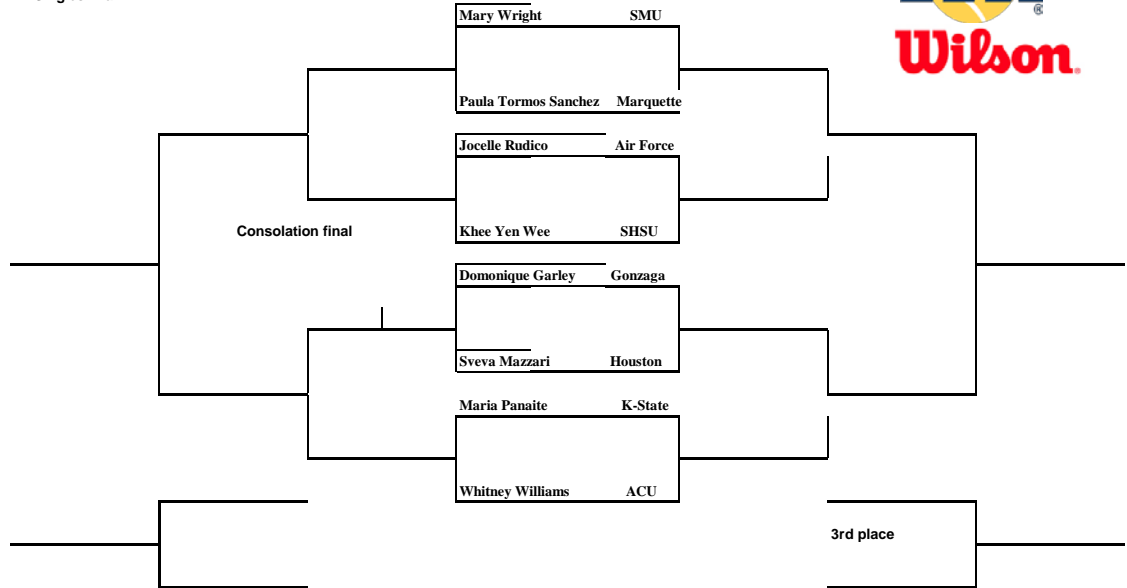 Mary Wright SMU
®
Wilson.
Paula Tormos Sanchez Marquette
Jocelle Rudico Air Force
Consolation final
Khee Yen Wee SHSU
Domonique Garley Gonzaga
Sveva Mazzari Houston
Maria Panaite K-State
Whitney Williams ACU
3rd place